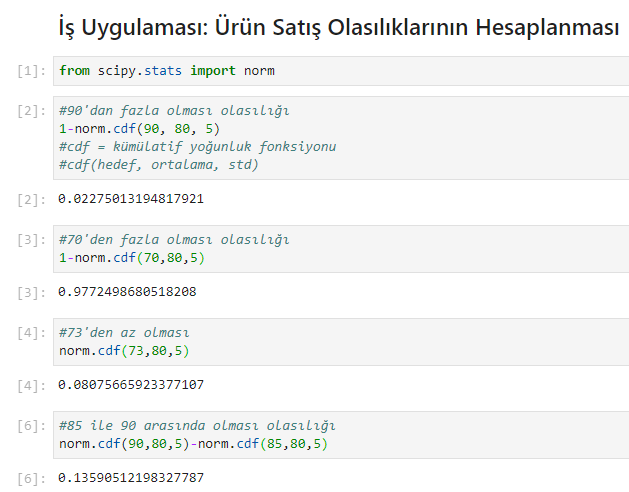 İş Uygulaması: Ürün Satış Olasılıklarının Hesaplanması
[1]: from scipy.stats import norm
[2]: #90'dan fazla olması olasılığı
1-norm.cdf(90, 80, 5)
#cdf = kümülatif yoğunluk fonksiyonu
#cdf(hedef, ortalama, std)
[2]: 0.02275013194817921
[3]: #70'den fazla olması olasılığı
1-norm.cdf(70,80,5)
[3]: 0.9772498680518208
[4]: #73'den az olması
norm.cdf(73,80,5)
[4]: 0.08075665923377107
[6]: #85 ile 90 arasında olması olasılığı
norm.cdf(90,80,5)-norm.cdf(85,80,5)
[6]: 0.13590512198327787